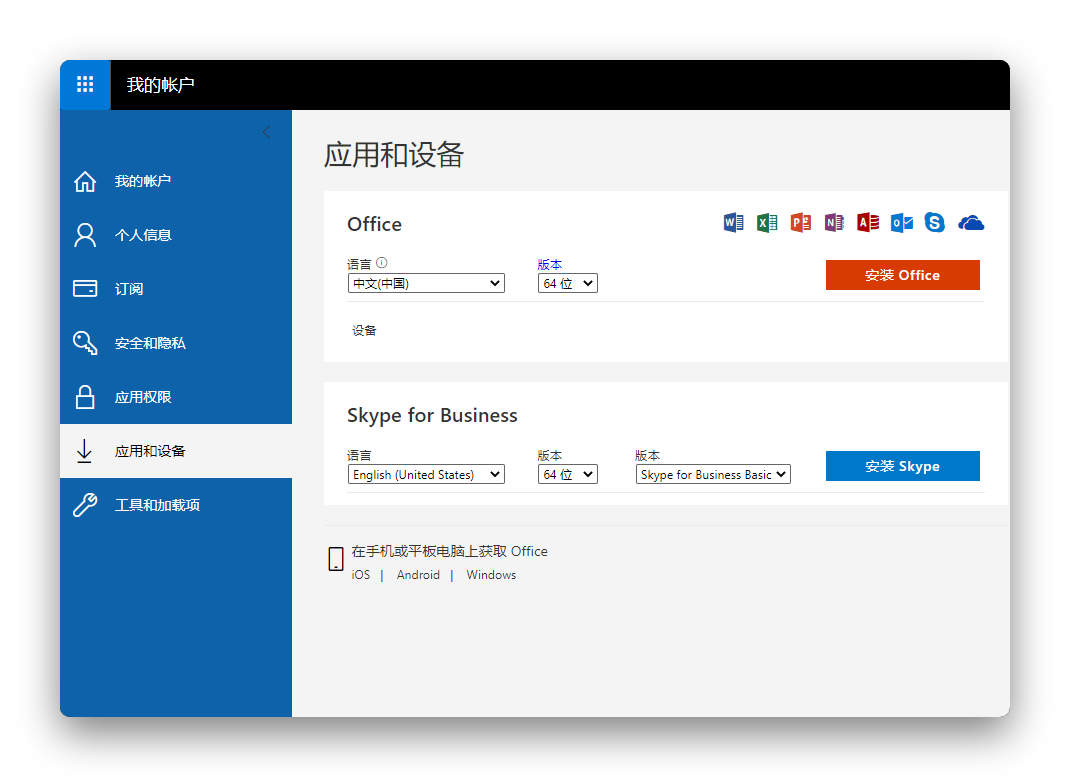 我的帐户
我的帐户
个人信息
订阅
安全和隐私
应用权限
应用和设备
工具和加载项
应用和设备
Office
语言
版本
中文(中国)
64 位
安装 Office
设备
Skype for Business
语言
版本
版本
English (United States)
64 位
Skype for Business Basic
安装 Skype
在手机或平板电脑上获取 Office
iOS | Android | Windows